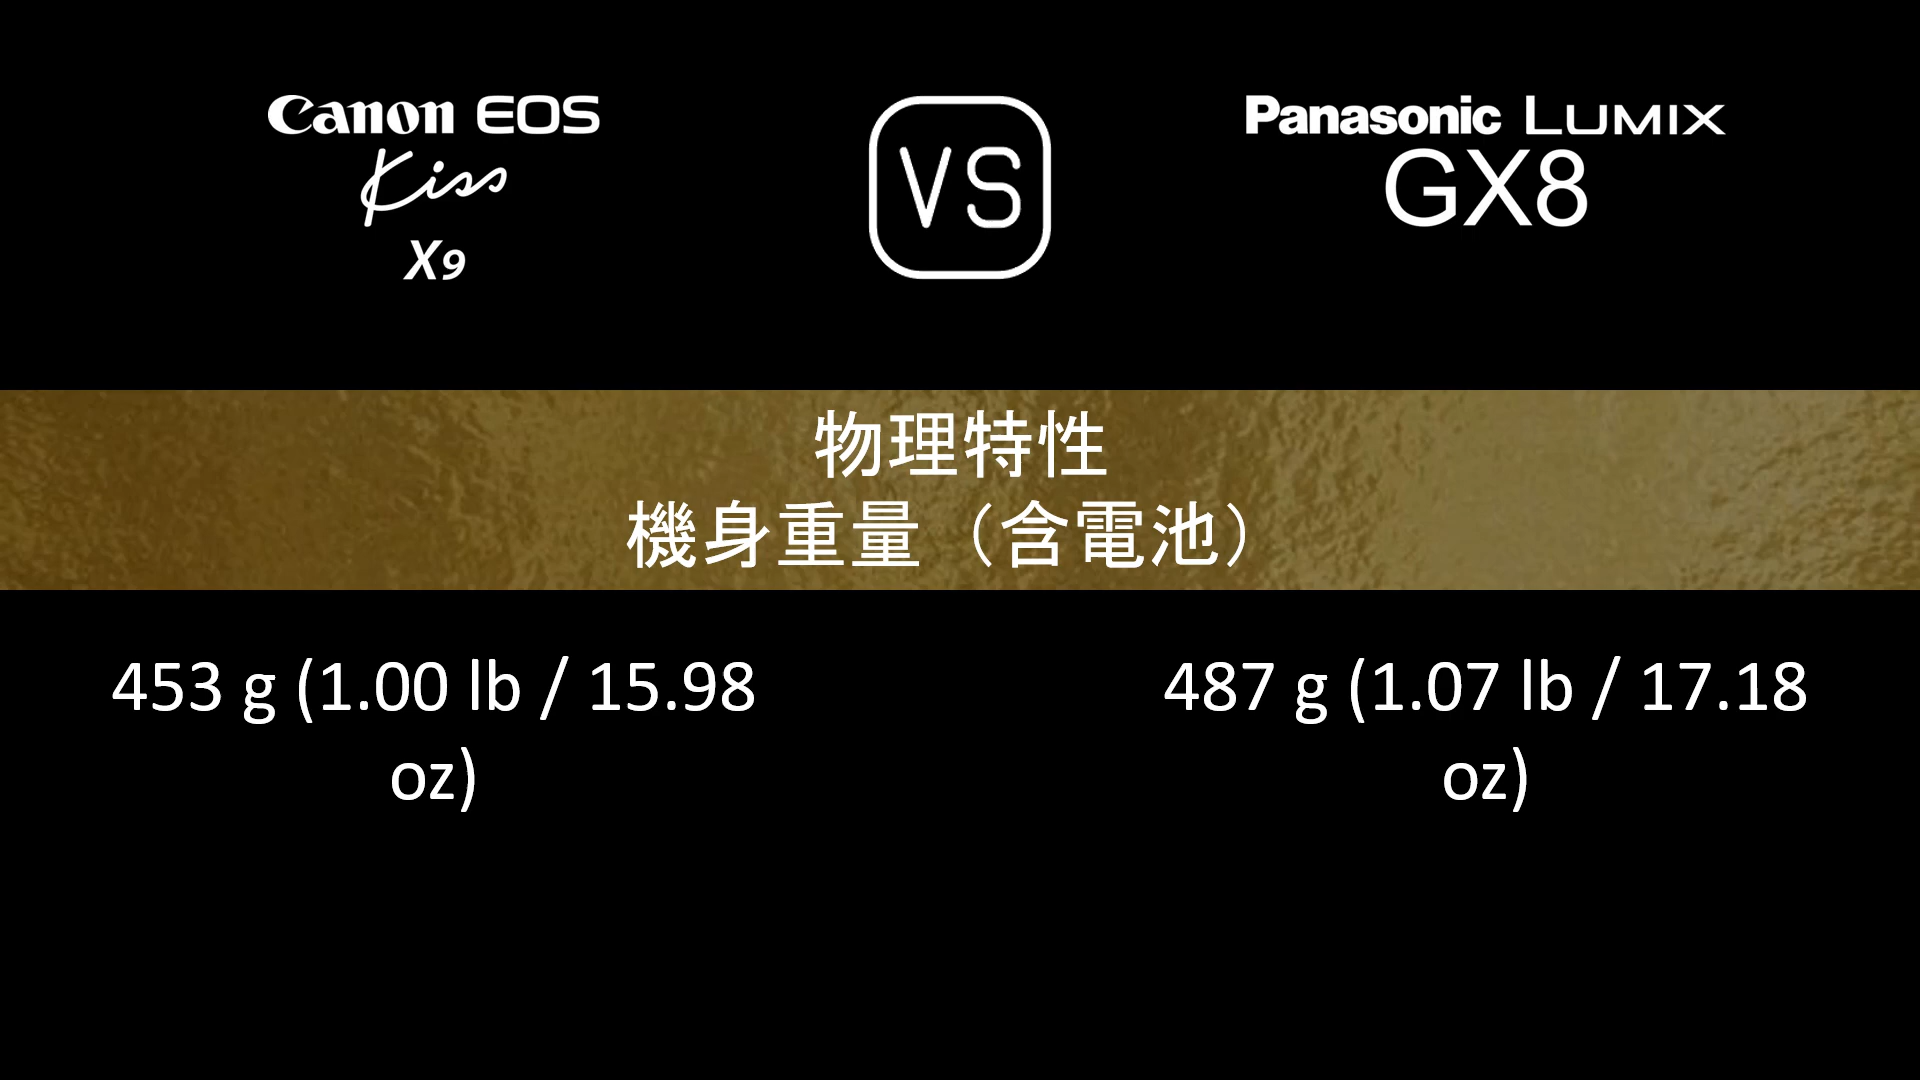 Canon EOS
Kiss
X9
VS
Panasonic LUMIX
GX8
物理特性
機身重量（含電池）
453 g (1.00 lb / 15.98
oz)
487 g (1.07 lb / 17.18
oz)